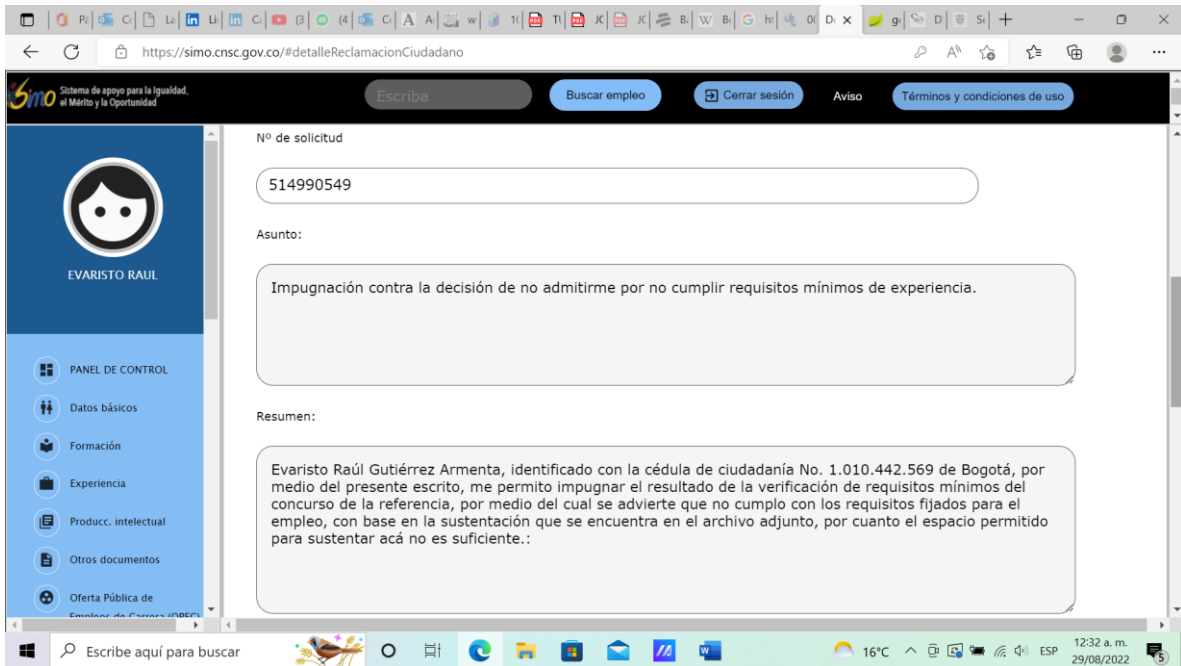 https://simo.cnsc.gov.co/#detalleReclamacionCiudadano
Simo Sistema de apoyo para la Igualdad,
el Mérito y la Oportunidad
Escriba
Buscar empleo
Cerrar sesión
Aviso
Términos y condiciones de uso
EVARISTO RAUL
PANEL DE CONTROL
Datos básicos
Formación
Experiencia
Producc. intelectual
Otros documentos
Oferta Pública de
Empleos de Carrera (OPEC)
Nº de solicitud
514990549
Asunto:
Impugnación contra la decisión de no admitirme por no cumplir requisitos mínimos de experiencia.
Resumen:
Evaristo Raúl Gutiérrez Armenta, identificado con la cédula de ciudadanía No. 1.010.442.569 de Bogotá, por
medio del presente escrito, me permito impugnar el resultado de la verificación de requisitos mínimos del
concurso de la referencia, por medio del cual se advierte que no cumplo con los requisitos fijados para el
empleo, con base en la sustentación que se encuentra en el archivo adjunto, por cuanto el espacio permitido
para sustentar acá no es suficiente.:
Escribe aquí para buscar
16°C
ESP
12:32 a. m.
29/08/2022
5